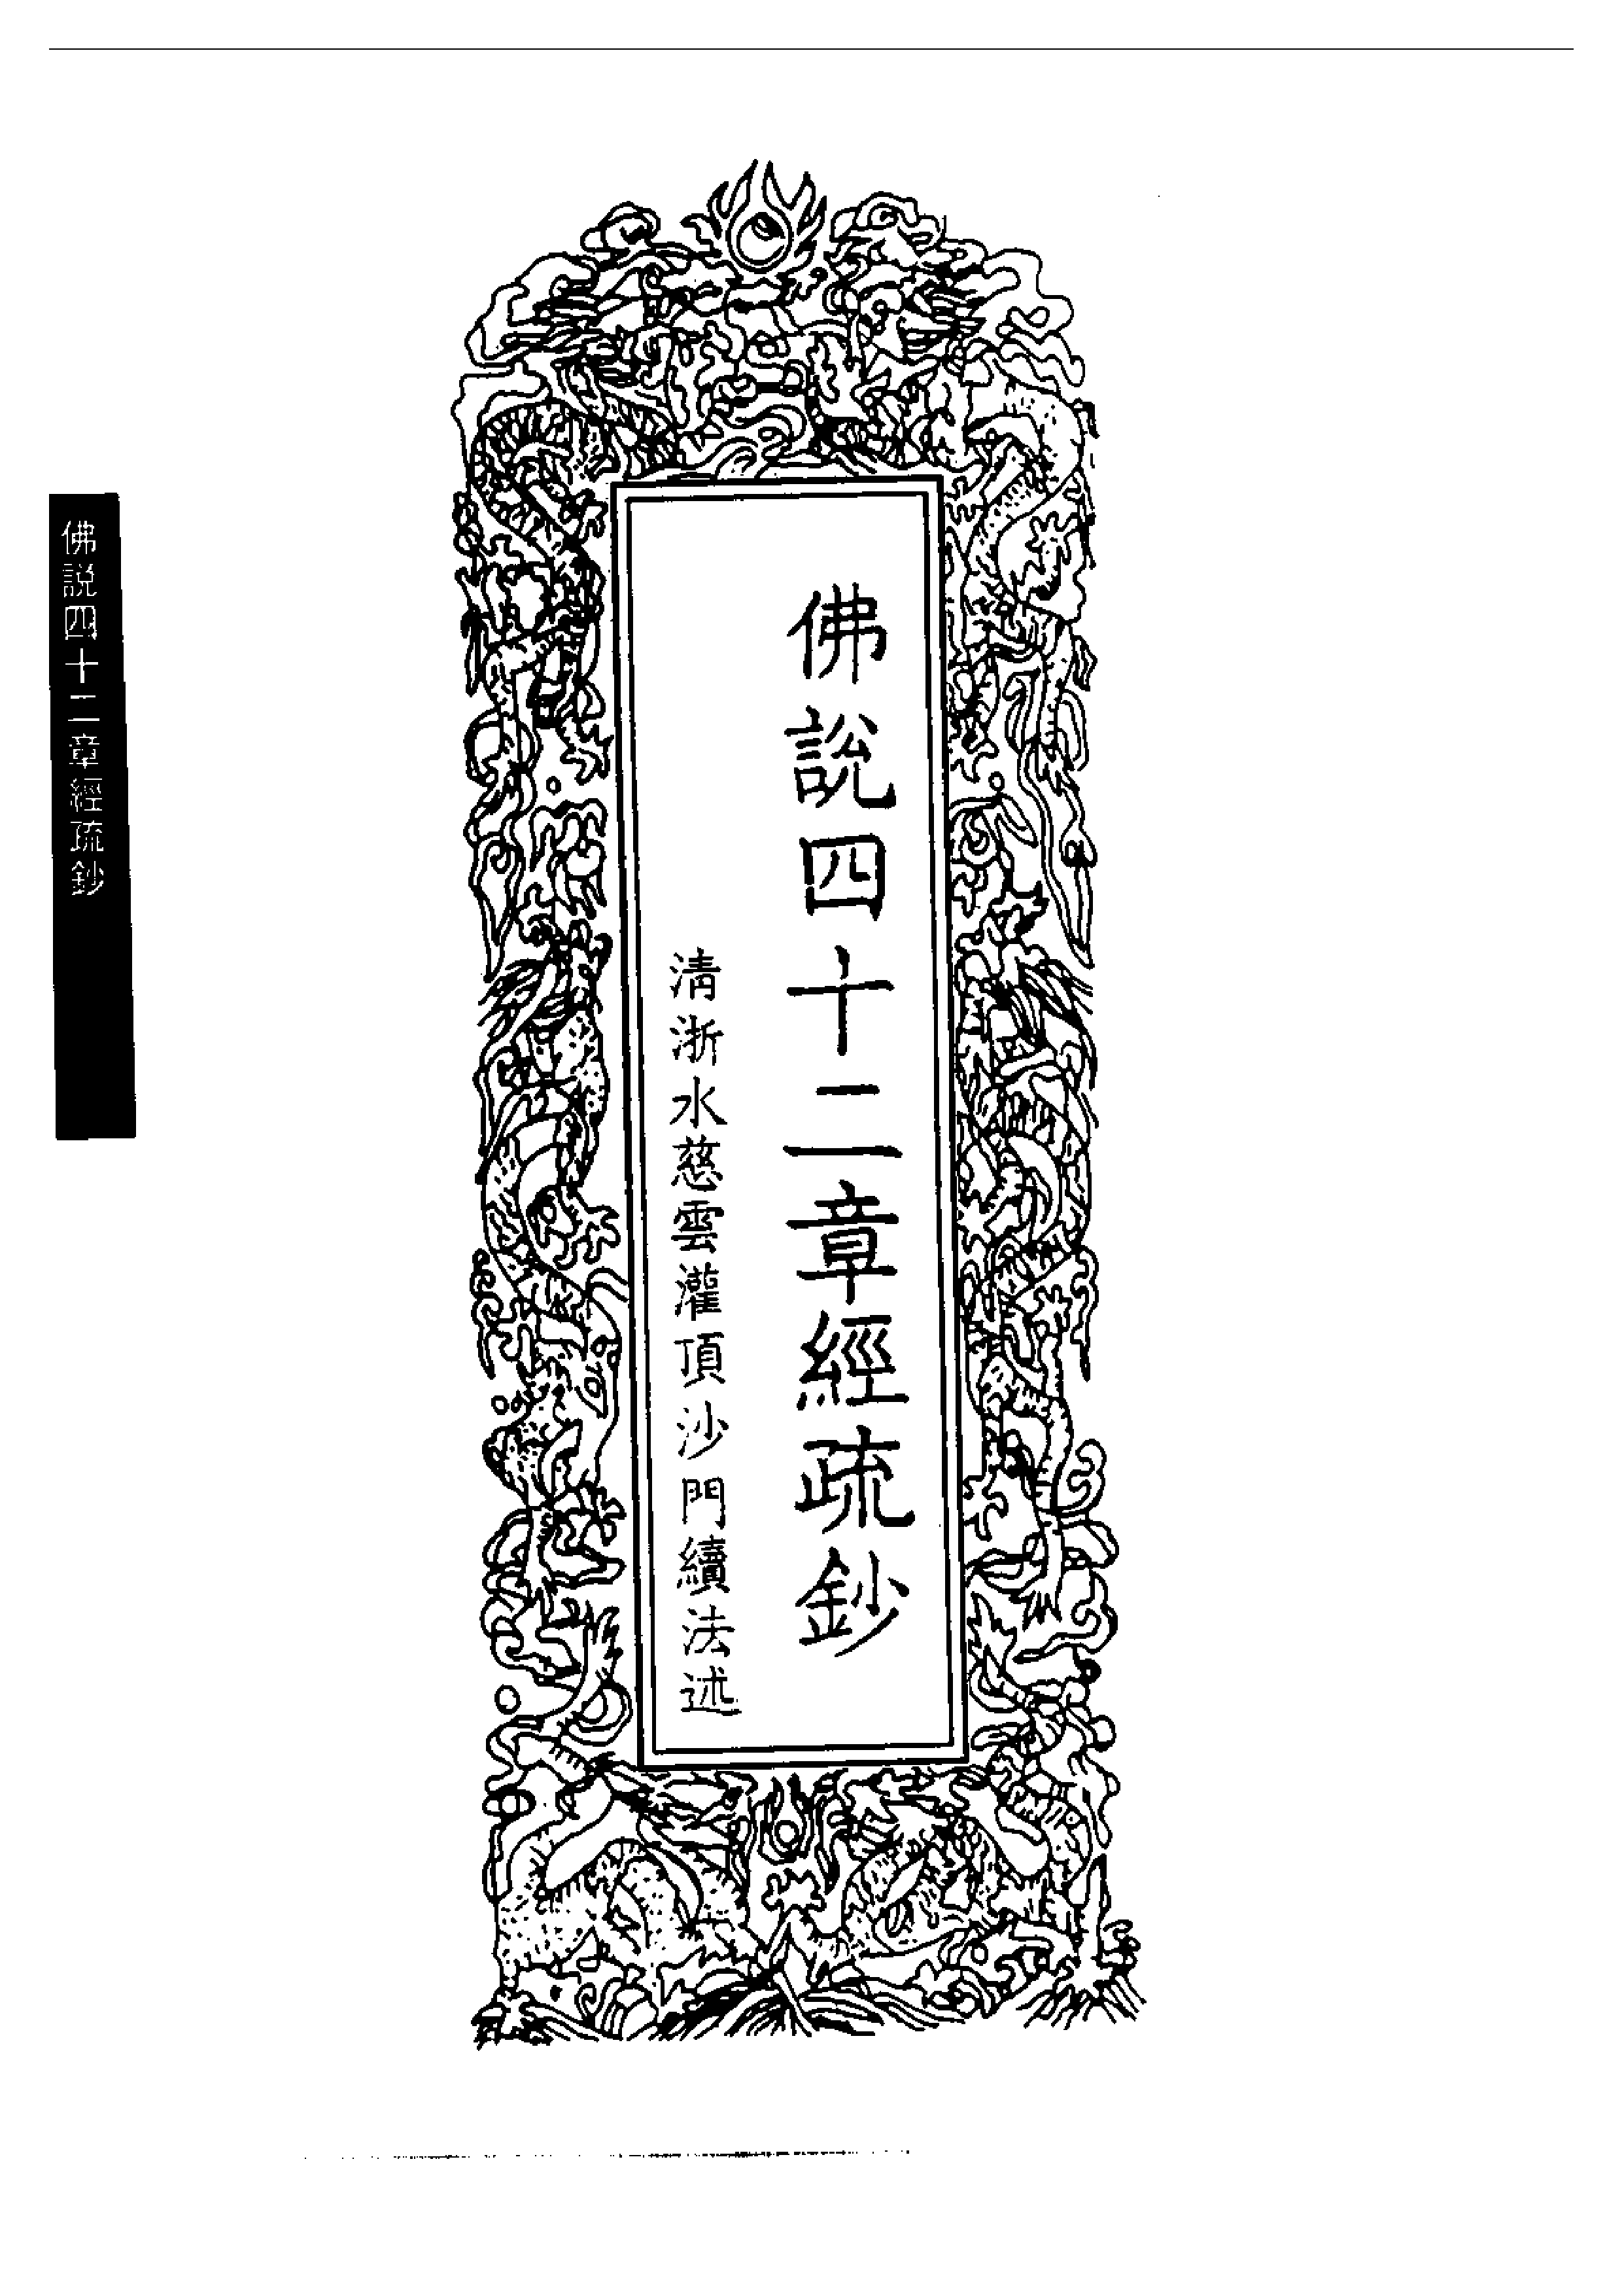 佛說四十二章經疏鈔
清浙水慈雲灌頂沙門續法述
佛説四十二章經疏鈔